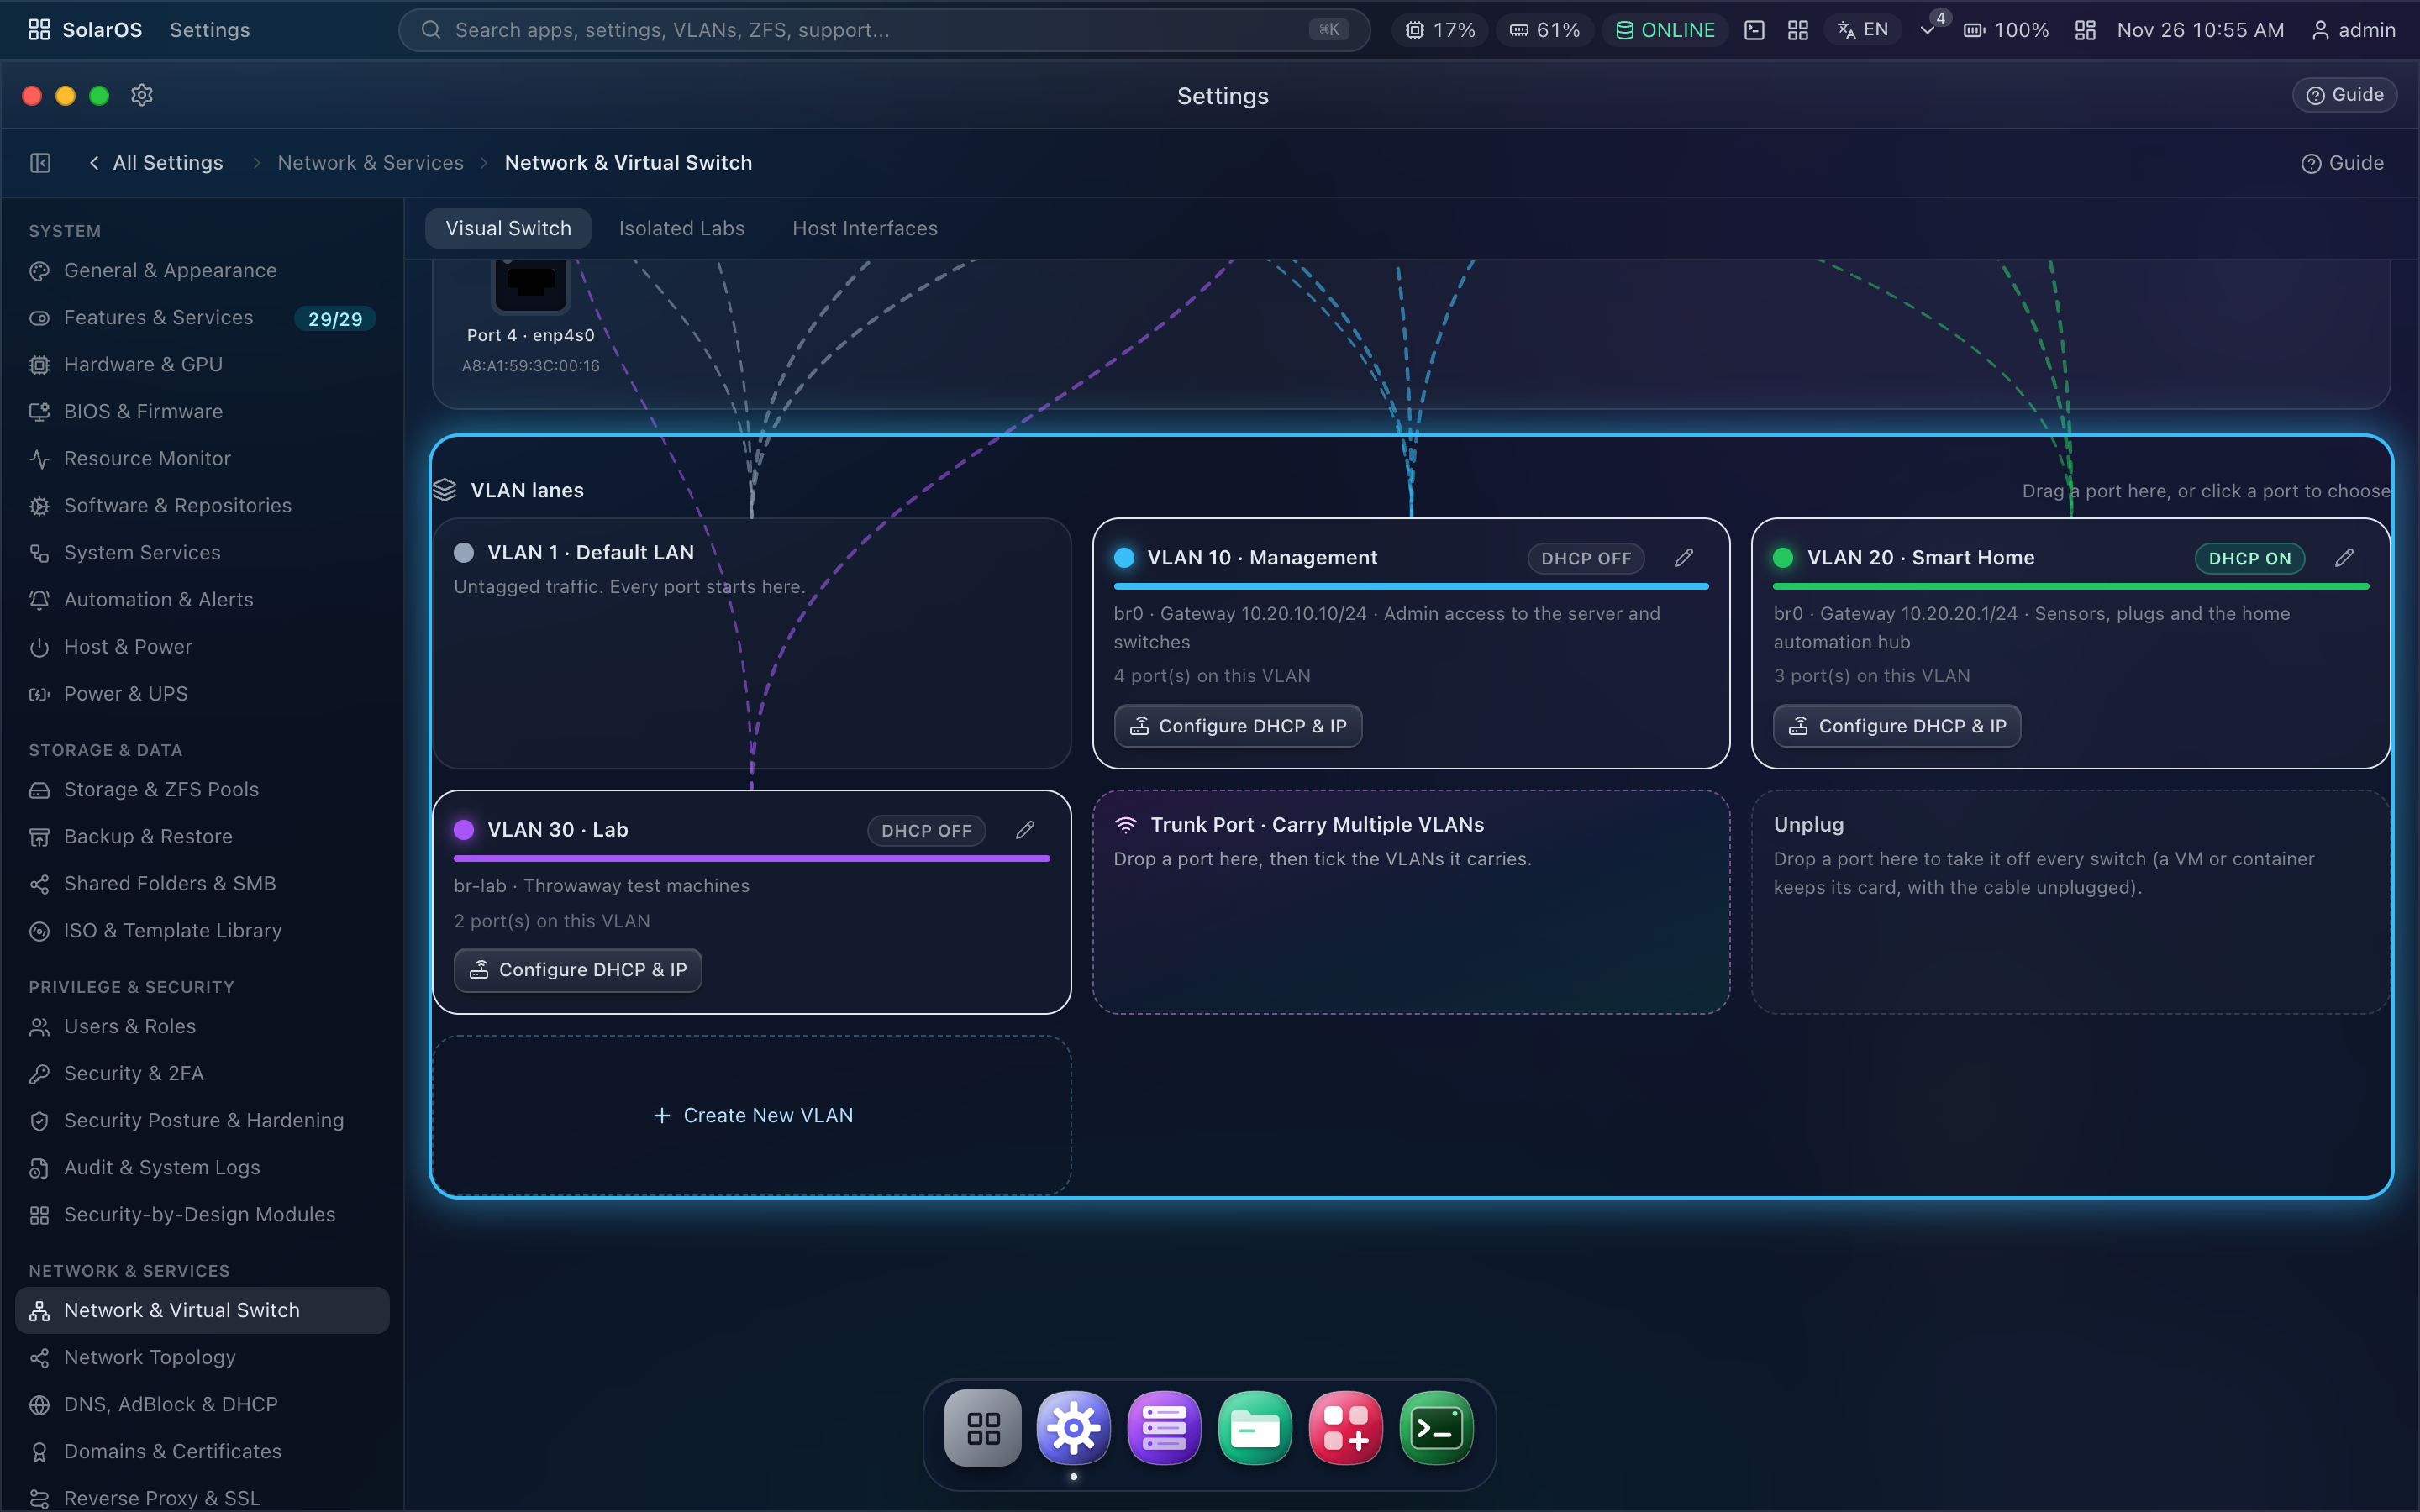 SolarOS Settings Search apps, settings, VLANs, ZFS, support... ⌘K 17% 61% ONLINE EN 4 100% Nov 26 10:55 AM admin
Settings Guide
All Settings Network & Services Network & Virtual Switch Guide
SYSTEM
General & Appearance
Features & Services 29/29
Hardware & GPU
BIOS & Firmware
Resource Monitor
Software & Repositories
System Services
Automation & Alerts
Host & Power
Power & UPS
STORAGE & DATA
Storage & ZFS Pools
Backup & Restore
Shared Folders & SMB
ISO & Template Library
PRIVILEGE & SECURITY
Users & Roles
Security & 2FA
Security Posture & Hardening
Audit & System Logs
Security-by-Design Modules
NETWORK & SERVICES
Network & Virtual Switch
Network Topology
DNS, AdBlock & DHCP
Domains & Certificates
Reverse Proxy & SSL
Visual Switch Isolated Labs Host Interfaces
Port 4 · enp4s0
A8:A1:59:3C:00:16
VLAN lanes Drag a port here, or click a port to choose
VLAN 1 · Default LAN
Untagged traffic. Every port starts here.
VLAN 10 · Management DHCP OFF
br0 · Gateway 10.20.10.10/24 · Admin access to the server and
switches
4 port(s) on this VLAN
Configure DHCP & IP
VLAN 20 · Smart Home DHCP ON
br0 · Gateway 10.20.20.1/24 · Sensors, plugs and the home
automation hub
3 port(s) on this VLAN
Configure DHCP & IP
VLAN 30 · Lab DHCP OFF
br-lab · Throwaway test machines
2 port(s) on this VLAN
Configure DHCP & IP
Trunk Port · Carry Multiple VLANs
Drop a port here, then tick the VLANs it carries.
Unplug
Drop a port here to take it off every switch (a VM or container
keeps its card, with the cable unplugged).
+ Create New VLAN